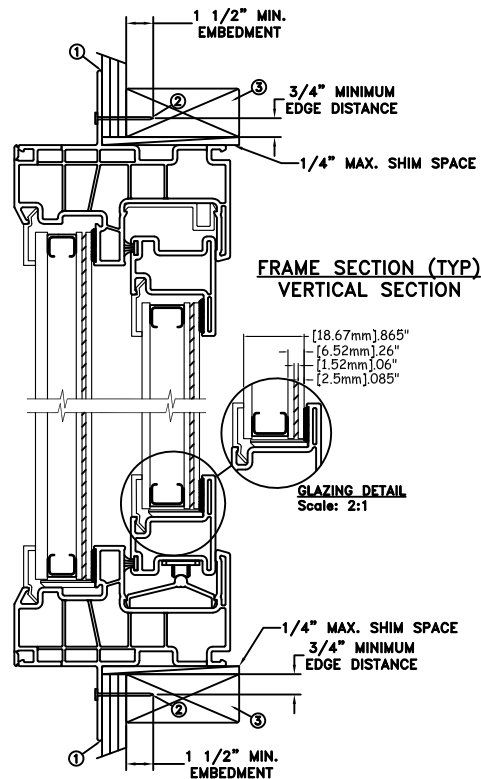 1 1/2" MIN.
EMBEDMENT
①
②
③
3/4" MINIMUM
EDGE DISTANCE
1/4" MAX. SHIM SPACE
FRAME SECTION (TYP)
VERTICAL SECTION
[18.67mm].865"
[6.52mm].26"
[1.52mm].06"
[2.5mm].085"
GLAZING DETAIL
Scale: 2:1
1/4" MAX. SHIM SPACE
3/4" MINIMUM
EDGE DISTANCE
②
③
①
1 1/2" MIN.
EMBEDMENT